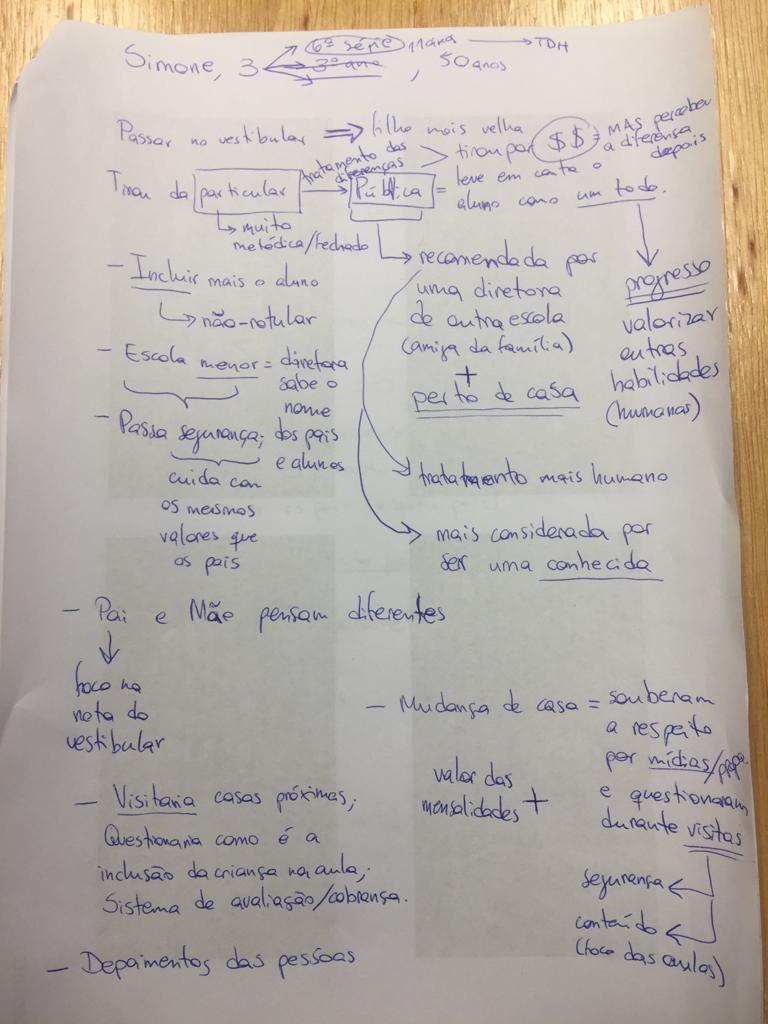 6ª série 11 anos → TDH
Simone, 3 3º ano , 50 anos
Passar no vestibular ⇒ filho mais velha
tratamento das diferenças > tirou por $$ = MAS percebeu a diferença depois
Tirou da particular → Pública = leve em conta o
aluno como um todo.
↳ muito
metódica/fechado
- Incluir mais o aluno
↳ não-rotular
- Escola menor = diretora
sabe o
nome
dos pais
e alunos
- Passa segurança;
cuida com
os mesmos
valores que
os pais
recomendada por
uma diretora
de outra escola
(amiga da família)
+
perto de casa
progresso
valorizar
outras
habilidades
(humanas)
tratatamento mais humano
mais considerada por
ser uma conhecida
- Pai e Mãe pensam diferentes
foco na
nota do
vestibular
- Mudança de casa = souberam
a respeito
por mídias/
e questionaram
durante visitas
valor das
mensalidades +
segurança
conteúdo
(foco das aulas)
- Visitaria casas próximas;
Questionaria como é a
inclusão da criança na aula;
Sistema de avaliação/cobrança.
- Depoimentos das pessoas